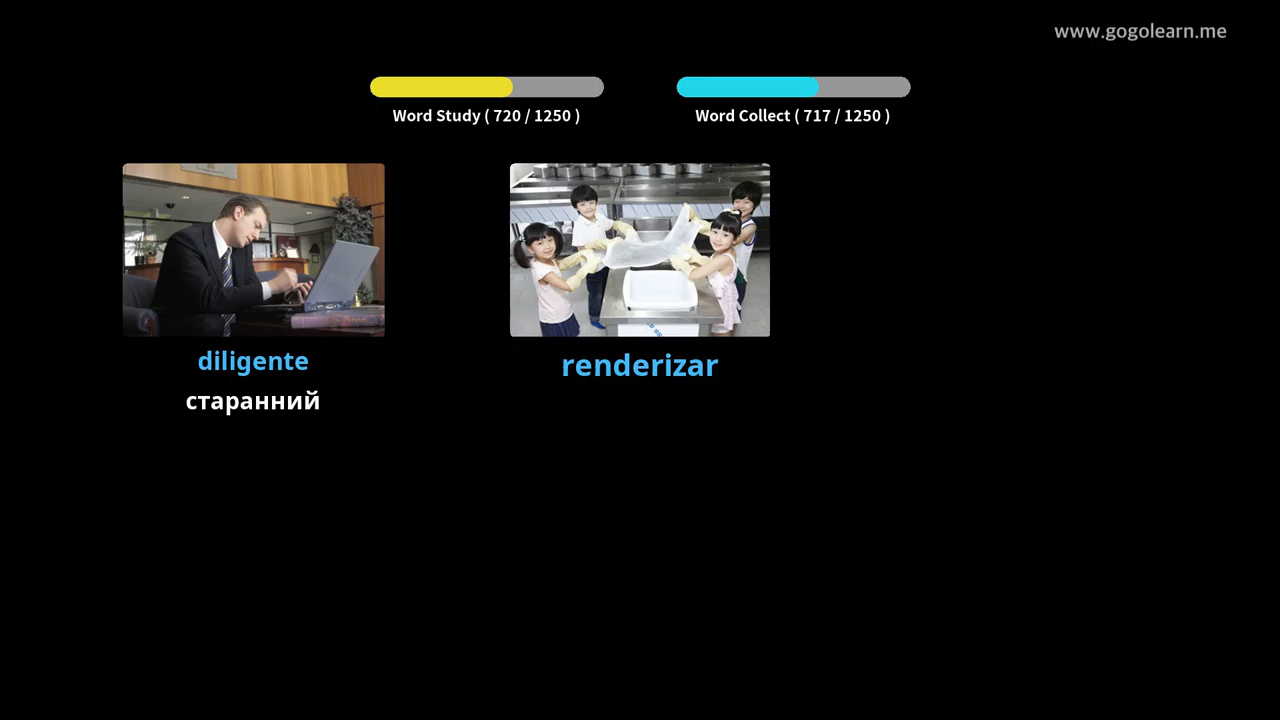 www.gogolearn.me
Word Study ( 720 / 1250 )
Word Collect ( 717 / 1250 )
diligente
старанний
renderizar